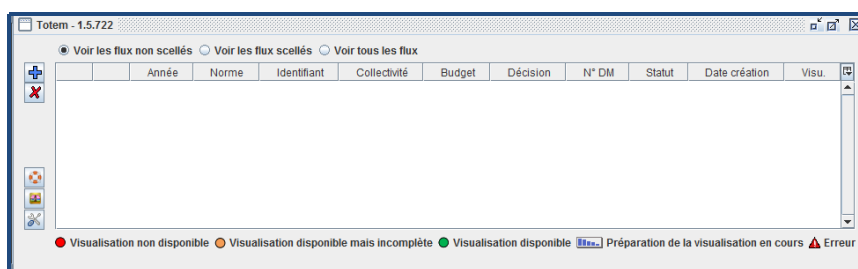 Totem - 1.5.722
Voir les flux non scellés Voir les flux scellés Voir tous les flux
Année Norme Identifiant Collectivité Budget Décision N° DM Statut Date création Visu.
Visualisation non disponible Visualisation disponible mais incomplète Visualisation disponible Préparation de la visualisation en cours Erreur